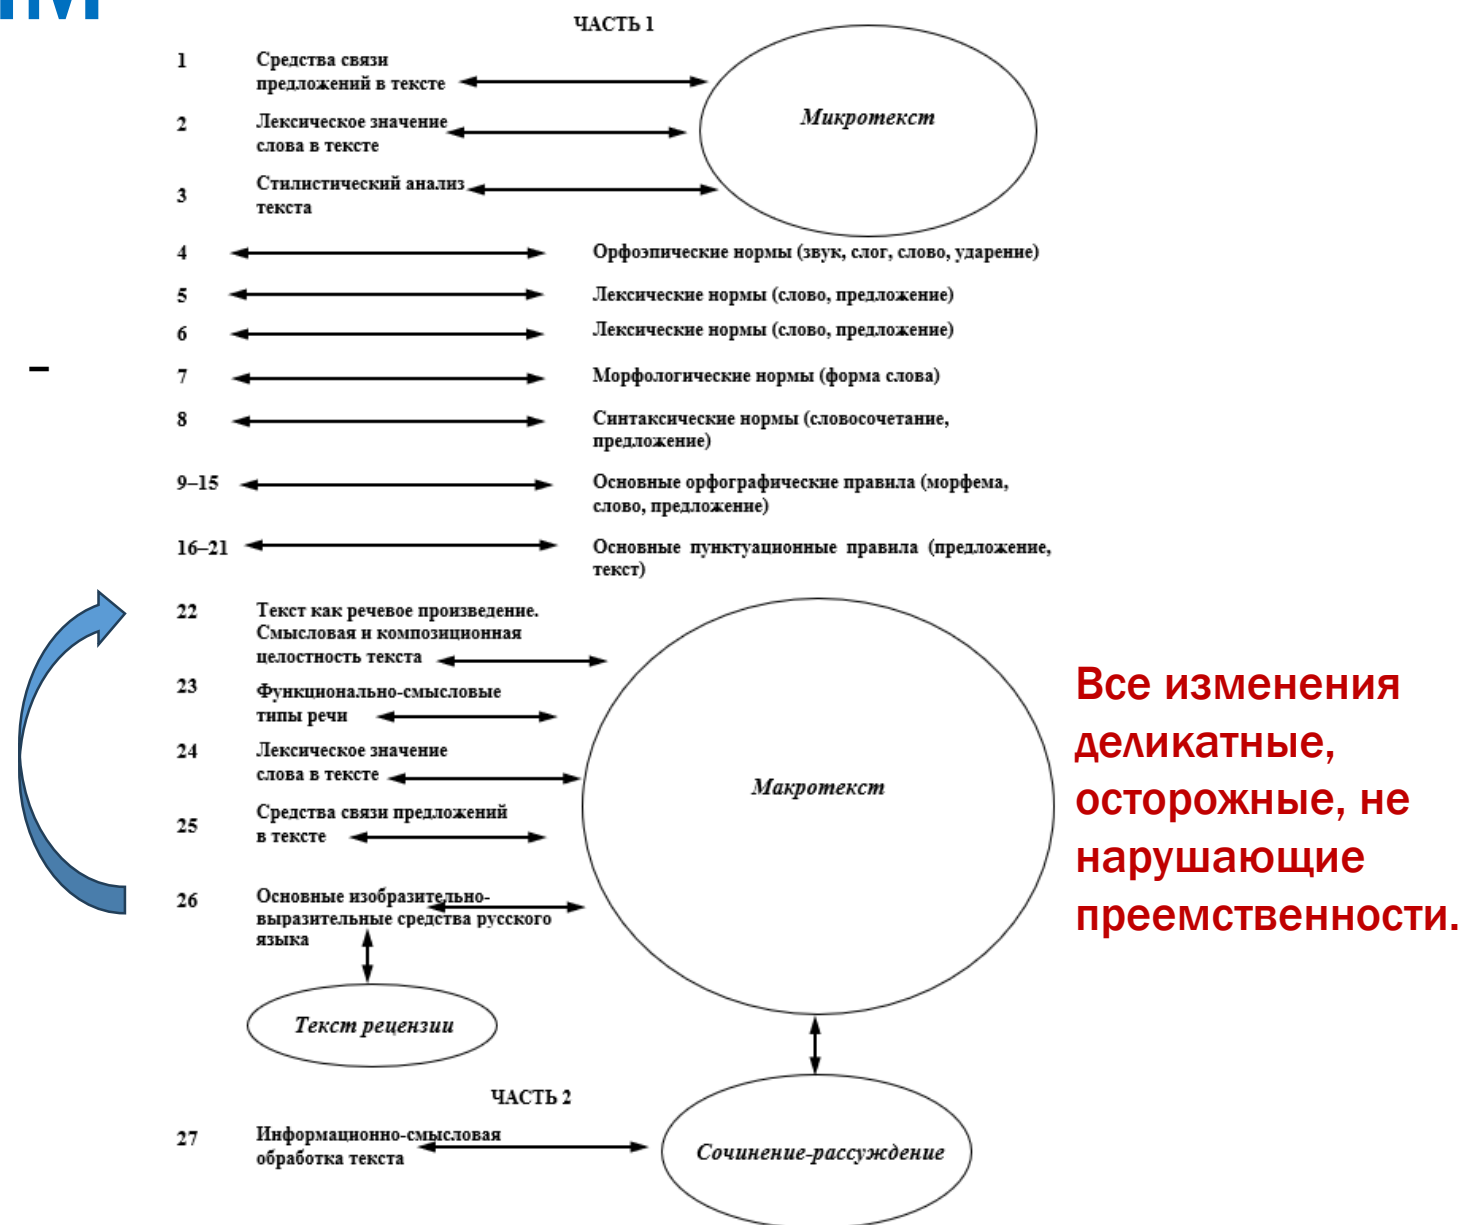 ЧАСТЬ 1
1 Средства связи
предложений в тексте
Микротекст
2 Лексическое значение
слова в тексте
3 Стилистический анализ
текста
4 Орфоэпические нормы (звук, слог, слово, ударение)
5 Лексические нормы (слово, предложение)
6 Лексические нормы (слово, предложение)
–
7 Морфологические нормы (форма слова)
8 Синтаксические нормы (словосочетание,
предложение)
9–15 Основные орфографические правила (морфема,
слово, предложение)
16–21 Основные пунктуационные правила (предложение,
текст)
22 Текст как речевое произведение.
Смысловая и композиционная
целостность текста
23 Функционально-смысловые
типы речи
24 Лексическое значение
слова в тексте
Макротекст
25 Средства связи предложений
в тексте
26 Основные изобразительно-
выразительные средства русского
языка
Текст рецензии
Все изменения
деликатные,
осторожные, не
нарушающие
преемственности.
ЧАСТЬ 2
27 Информационно-смысловая
обработка текста
Сочинение-рассуждение